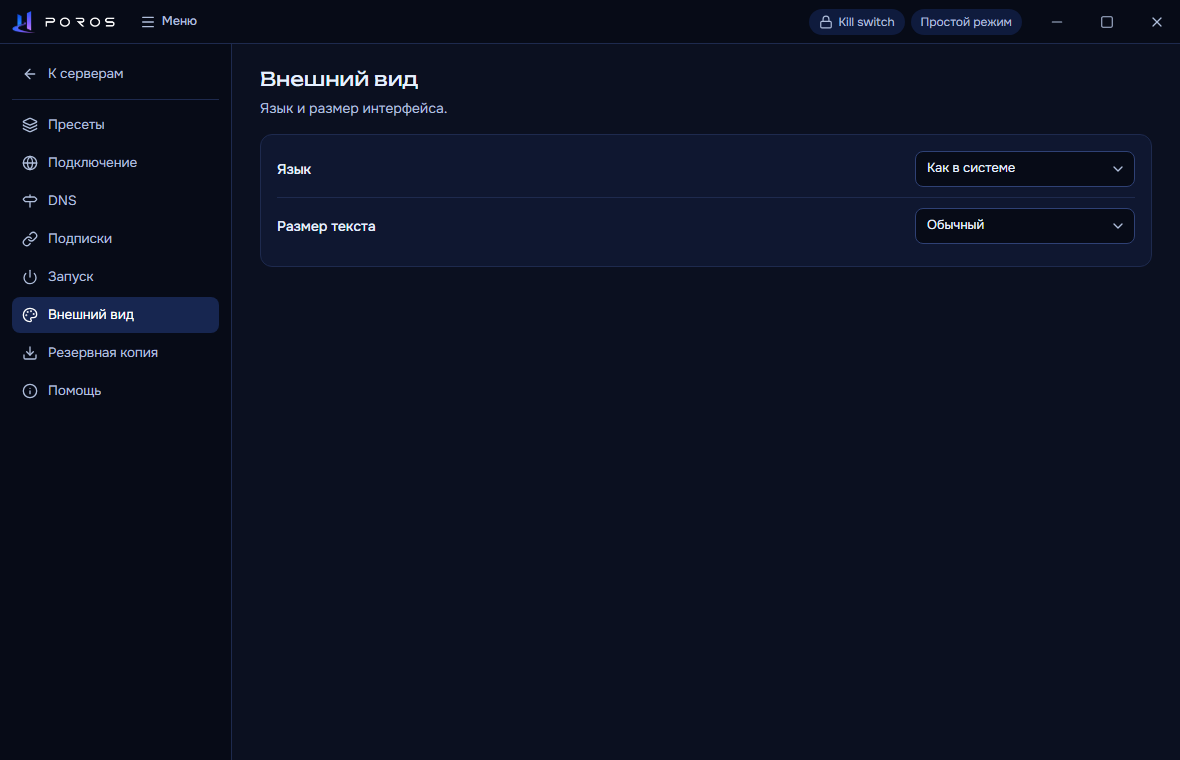 POROS
Меню
Kill switch
Простой режим
К серверам
Пресеты
Подключение
DNS
Подписки
Запуск
Внешний вид
Резервная копия
Помощь
Внешний вид
Язык и размер интерфейса.
Язык
Как в системе
Размер текста
Обычный